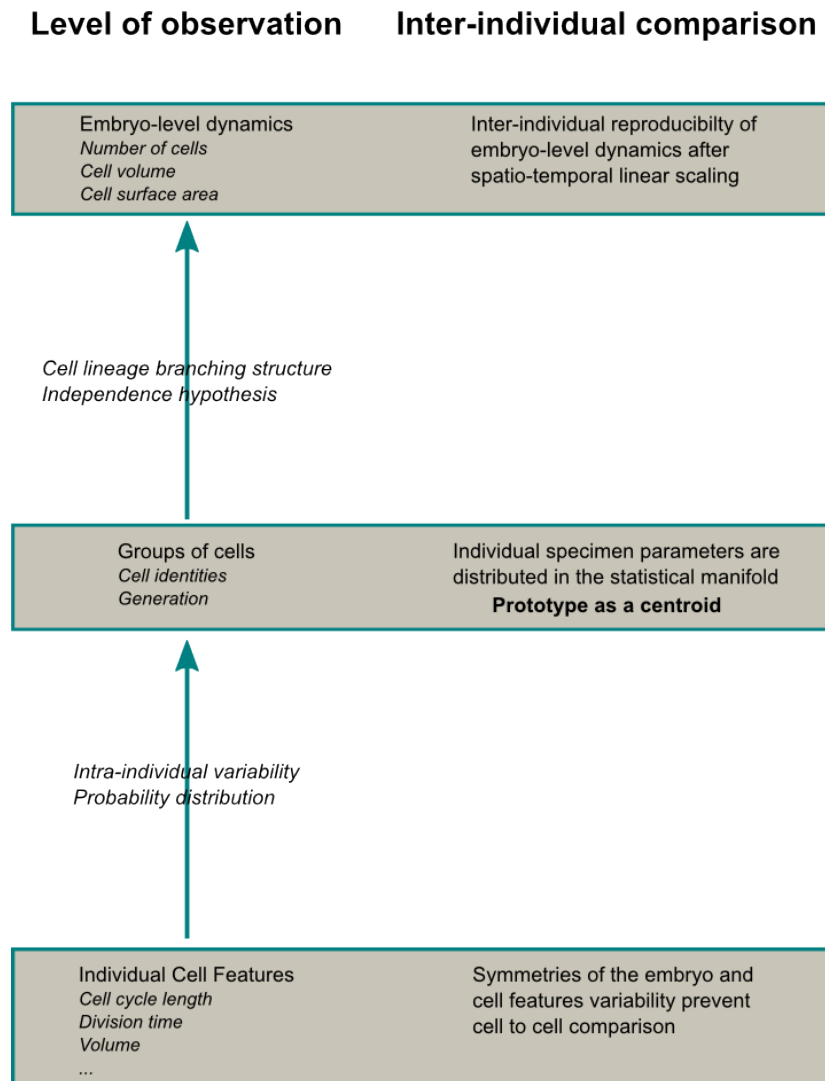 Level of observation
Inter-individual comparison
Embryo-level dynamics
Number of cells
Cell volume
Cell surface area
Inter-individual reproducibilty of
embryo-level dynamics after
spatio-temporal linear scaling
Cell lineage branching structure
Independence hypothesis
Groups of cells
Cell identities
Generation
Individual specimen parameters are
distributed in the statistical manifold
Prototype as a centroid
Intra-individual variability
Probability distribution
Individual Cell Features
Cell cycle length
Division time
Volume
...
Symmetries of the embryo and
cell features variability prevent
cell to cell comparison